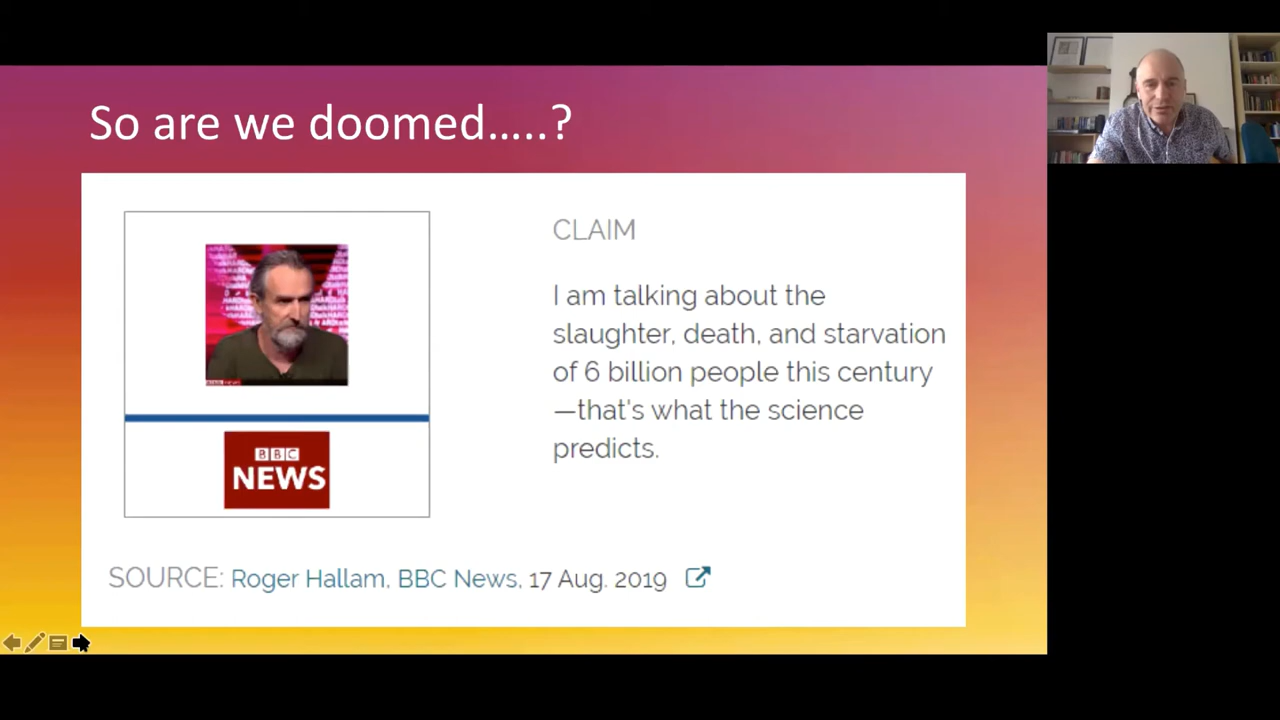 So are we doomed…..?
CLAIM
I am talking about the
slaughter, death, and starvation
of 6 billion people this century
—that's what the science
predicts.
BBC
NEWS
SOURCE: Roger Hallam, BBC News, 17 Aug. 2019